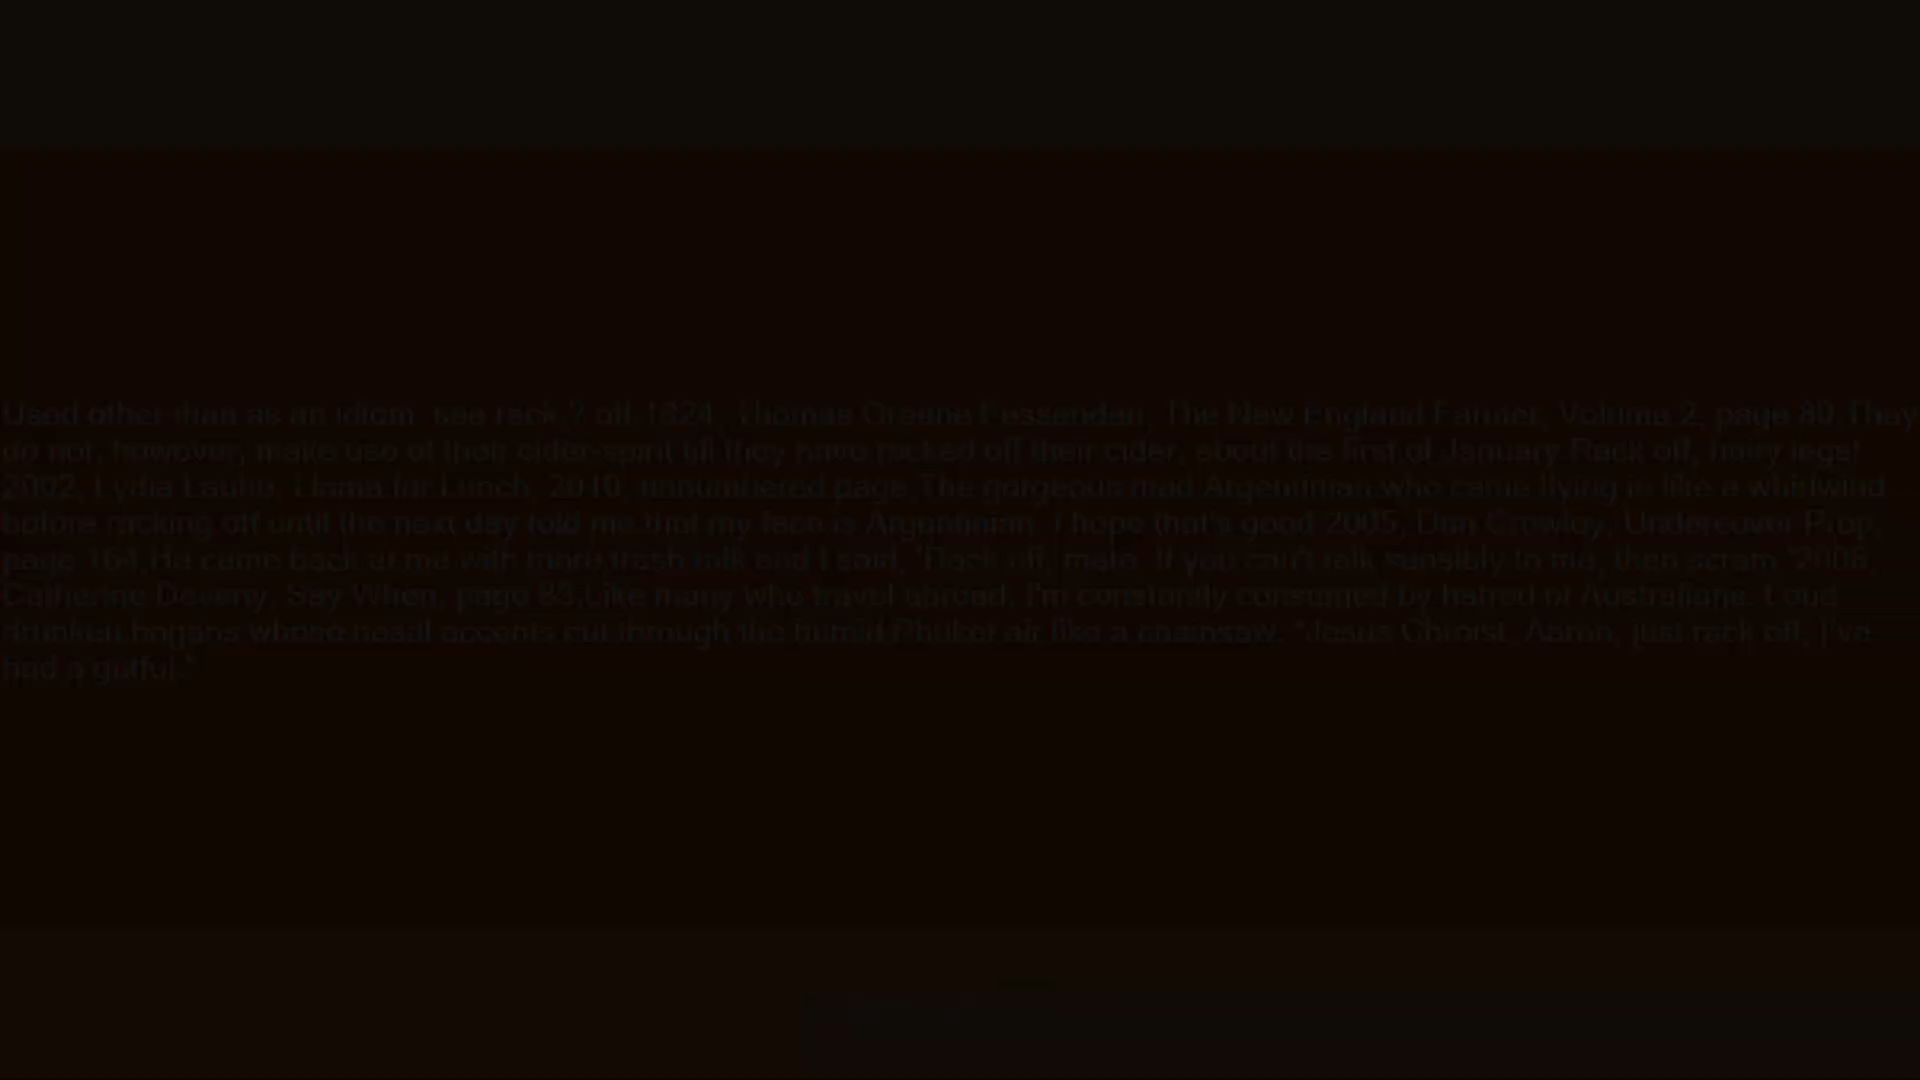 Used other than as an idiom: see rack,? off. 1824, Thomas Greene Fessenden, The New England Farmer, Volume 2, page 80 They
do not, however, make use of their cider-spirit till they have racked off their cider, about the first of January Rack off, hairy legs!
2002, Lydia Laube, Llama for Lunch, 2010, unnumbered page,The gorgeous mad Argentinian who came flying in like a whirlwind
before racking off until the next day told me that my face is Argentinian. I hope that's good 2005, Dan Crowley, Undercover Prop,
page 164 He came back at me with more trash talk and I said, 'Rack off, mate. If you can't talk sensibly to me, then scram.'2006
Catherine Deveny, Say When, page 83,Like many who travel abroad, I'm constantly consumed by hatred of Australians. Loud
drunken bogans whose nasal accents cut through the humid Phuket air like a chainsaw. "Jesus Chrorst, Aaron, just rack off, I've
had a gutful."